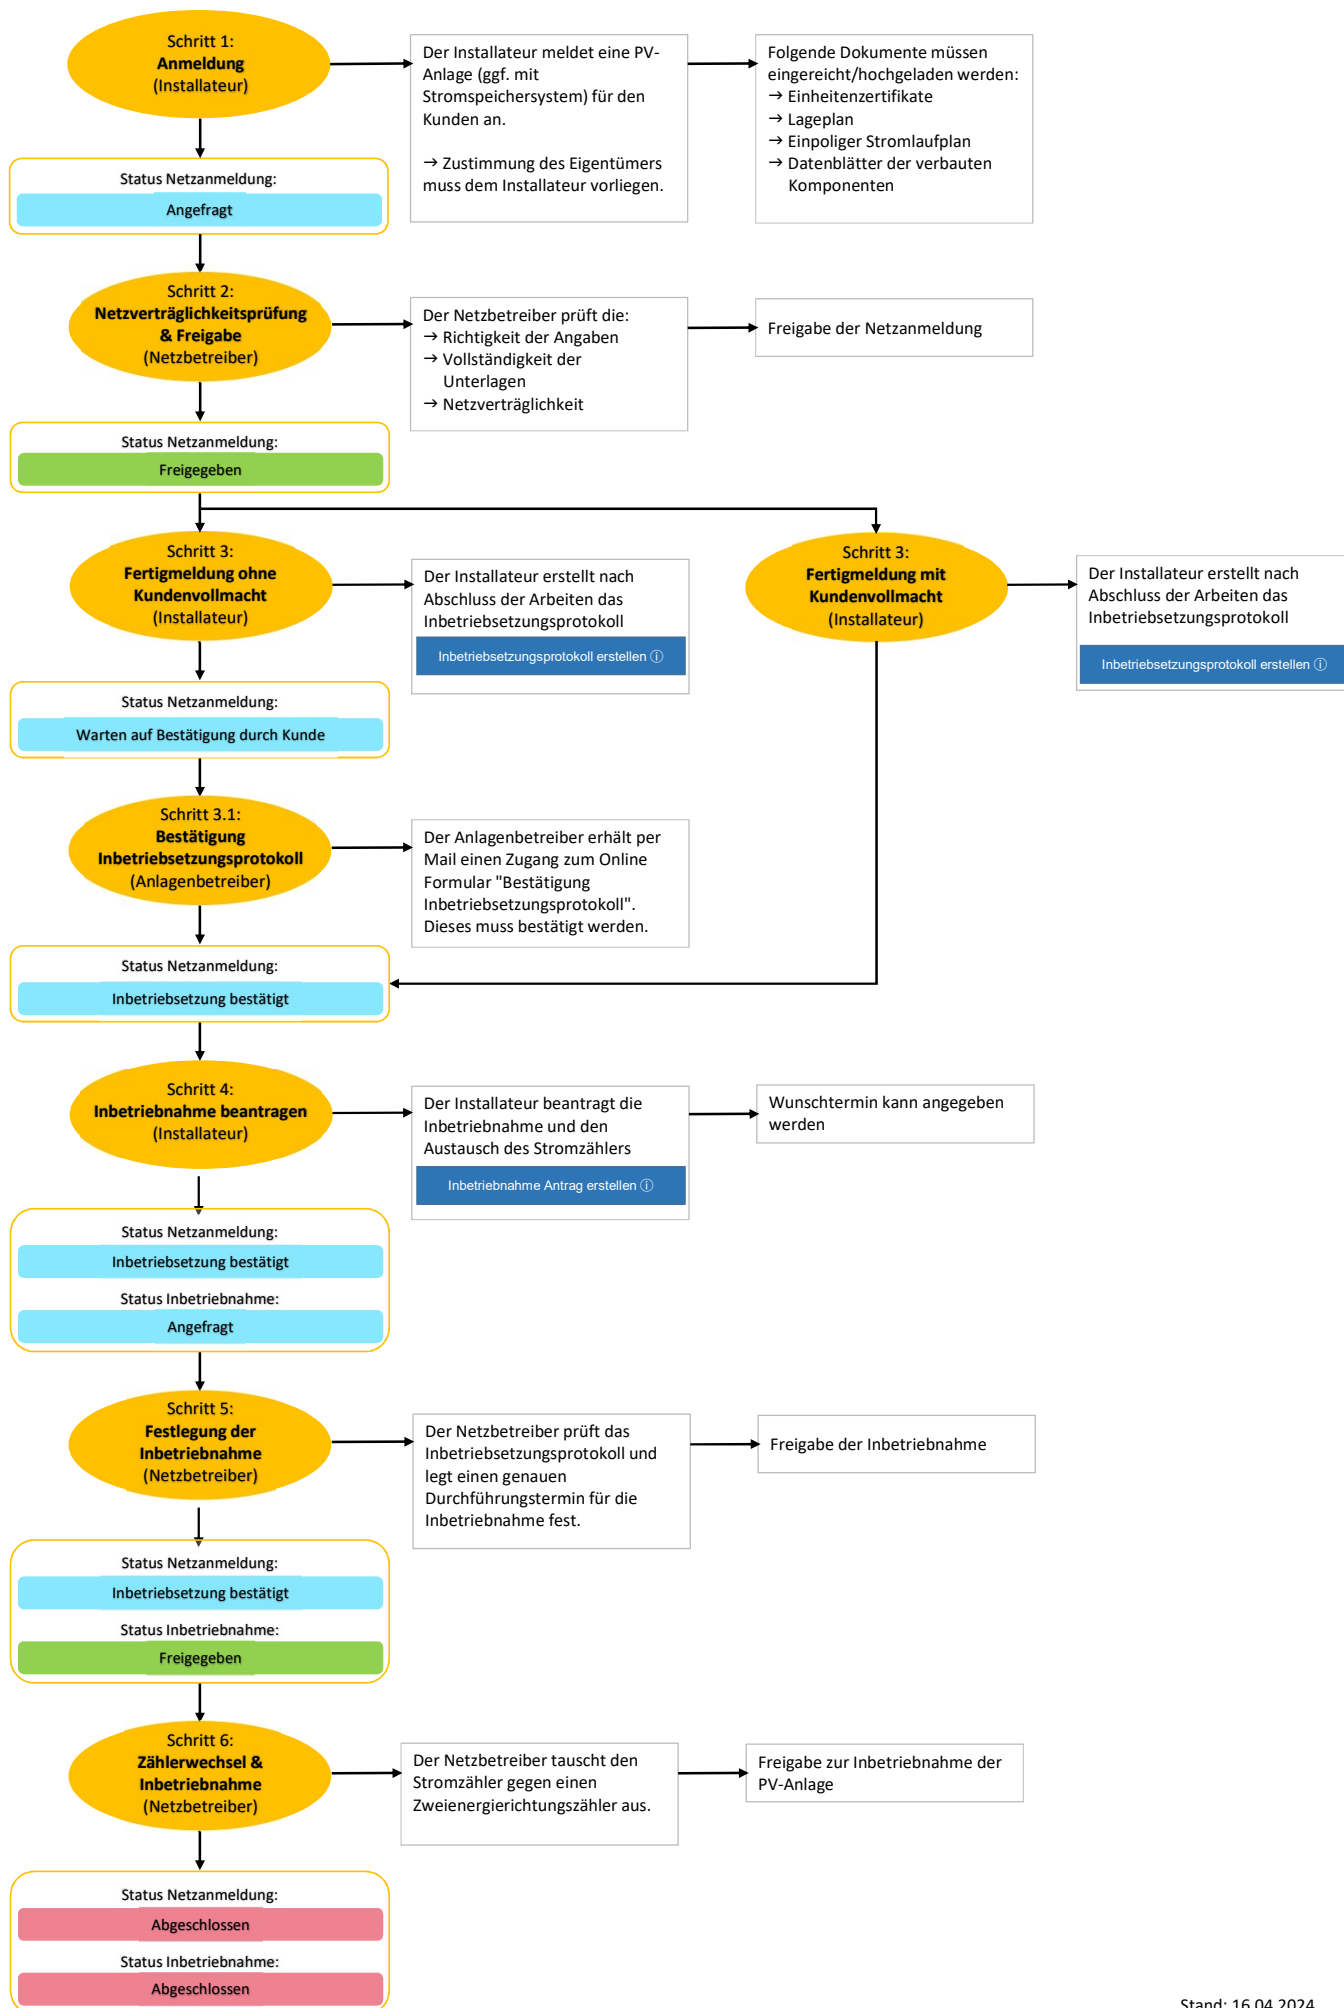 Schritt 1:
Anmeldung
(Installateur)
Der Installateur meldet eine PV-
Anlage (ggf. mit
Stromspeichersystem) für den
Kunden an.
→ Zustimmung des Eigentümers
muss dem Installateur vorliegen.
Folgende Dokumente müssen
eingereicht/hochgeladen werden:
→ Einheitenzertifikate
→ Lageplan
→ Einpoliger Stromlaufplan
→ Datenblätter der verbauten
Komponenten
Status Netzanmeldung:
Angefragt
Schritt 2:
Netzverträglichkeitsprüfung
& Freigabe
(Netzbetreiber)
Der Netzbetreiber prüft die:
→ Richtigkeit der Angaben
→ Vollständigkeit der
Unterlagen
→ Netzverträglichkeit
Freigabe der Netzanmeldung
Status Netzanmeldung:
Freigegeben
Schritt 3:
Fertigmeldung ohne
Kundenvollmacht
(Installateur)
Der Installateur erstellt nach
Abschluss der Arbeiten das
Inbetriebsetzungsprotokoll
Inbetriebsetzungsprotokoll erstellen ⓘ
Schritt 3:
Fertigmeldung mit
Kundenvollmacht
(Installateur)
Der Installateur erstellt nach
Abschluss der Arbeiten das
Inbetriebsetzungsprotokoll
Inbetriebsetzungsprotokoll erstellen ⓘ
Status Netzanmeldung:
Warten auf Bestätigung durch Kunde
Schritt 3.1:
Bestätigung
Inbetriebsetzungsprotokoll
(Anlagenbetreiber)
Der Anlagenbetreiber erhält per
Mail einen Zugang zum Online
Formular "Bestätigung
Inbetriebsetzungsprotokoll".
Dieses muss bestätigt werden.
Status Netzanmeldung:
Inbetriebsetzung bestätigt
Schritt 4:
Inbetriebnahme beantragen
(Installateur)
Der Installateur beantragt die
Inbetriebnahme und den
Austausch des Stromzählers
Inbetriebnahme Antrag erstellen ⓘ
Wunschtermin kann angegeben
werden
Status Netzanmeldung:
Inbetriebsetzung bestätigt
Status Inbetriebnahme:
Angefragt
Schritt 5:
Festlegung der
Inbetriebnahme
(Netzbetreiber)
Der Netzbetreiber prüft das
Inbetriebsetzungsprotokoll und
legt einen genauen
Durchführungstermin für die
Inbetriebnahme fest.
Freigabe der Inbetriebnahme
Status Netzanmeldung:
Inbetriebsetzung bestätigt
Status Inbetriebnahme:
Freigegeben
Schritt 6:
Zählerwechsel &
Inbetriebnahme
(Netzbetreiber)
Der Netzbetreiber tauscht den
Stromzähler gegen einen
Zweienergierichtungszähler aus.
Freigabe zur Inbetriebnahme der
PV-Anlage
Status Netzanmeldung:
Abgeschlossen
Status Inbetriebnahme:
Abgeschlossen
Stand: 16.04.2024